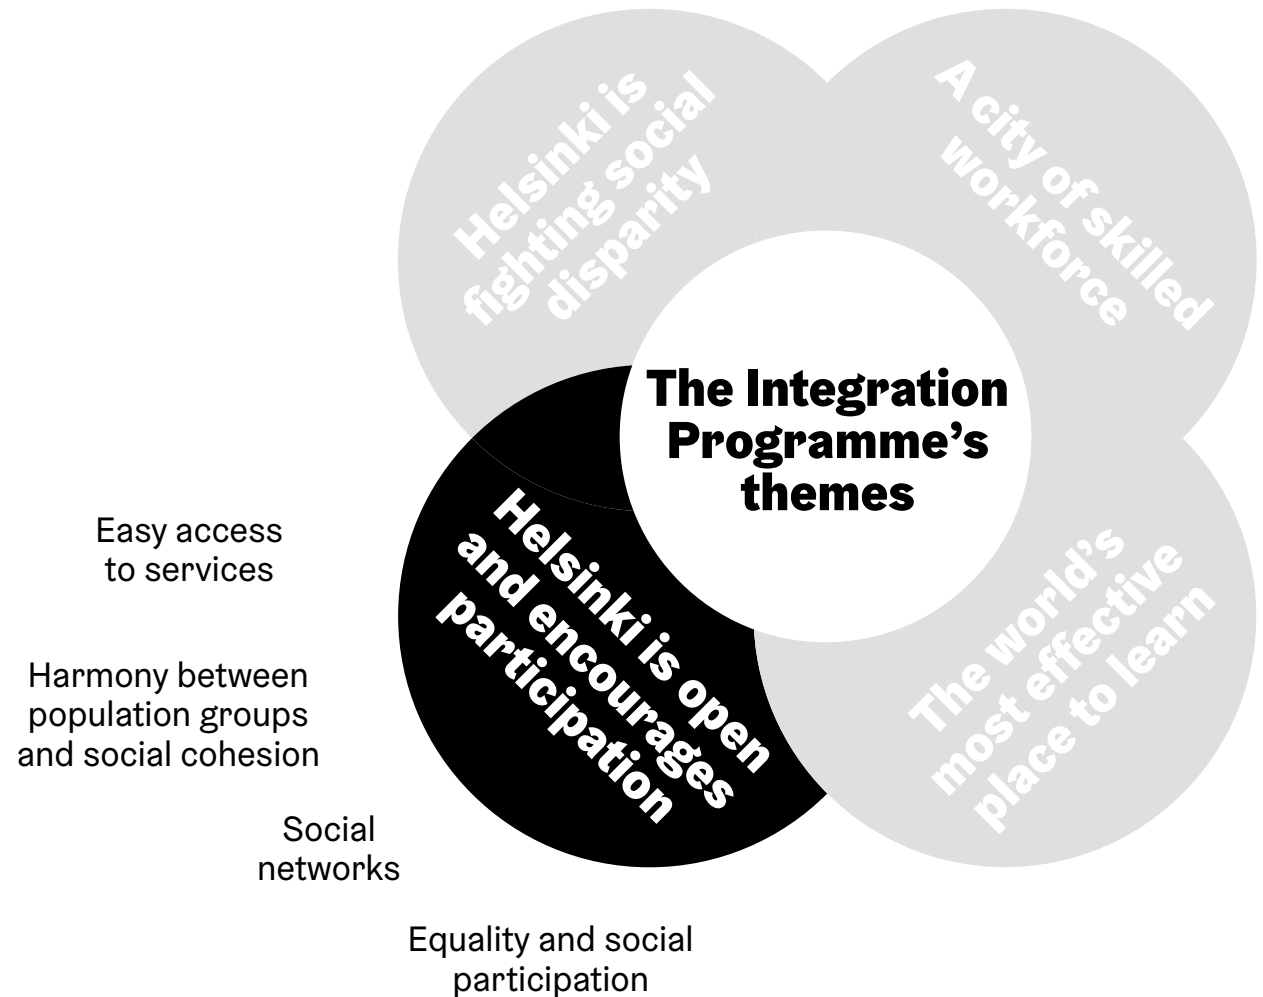 Helsinki is
fighting social
disparity
A city of skilled
workforce
The Integration
Programme’s
themes
Helsinki is open
and encourages
participation
The world’s
most effective
place to learn
Easy access
to services
Harmony between
population groups
and social cohesion
Social
networks
Equality and social
participation